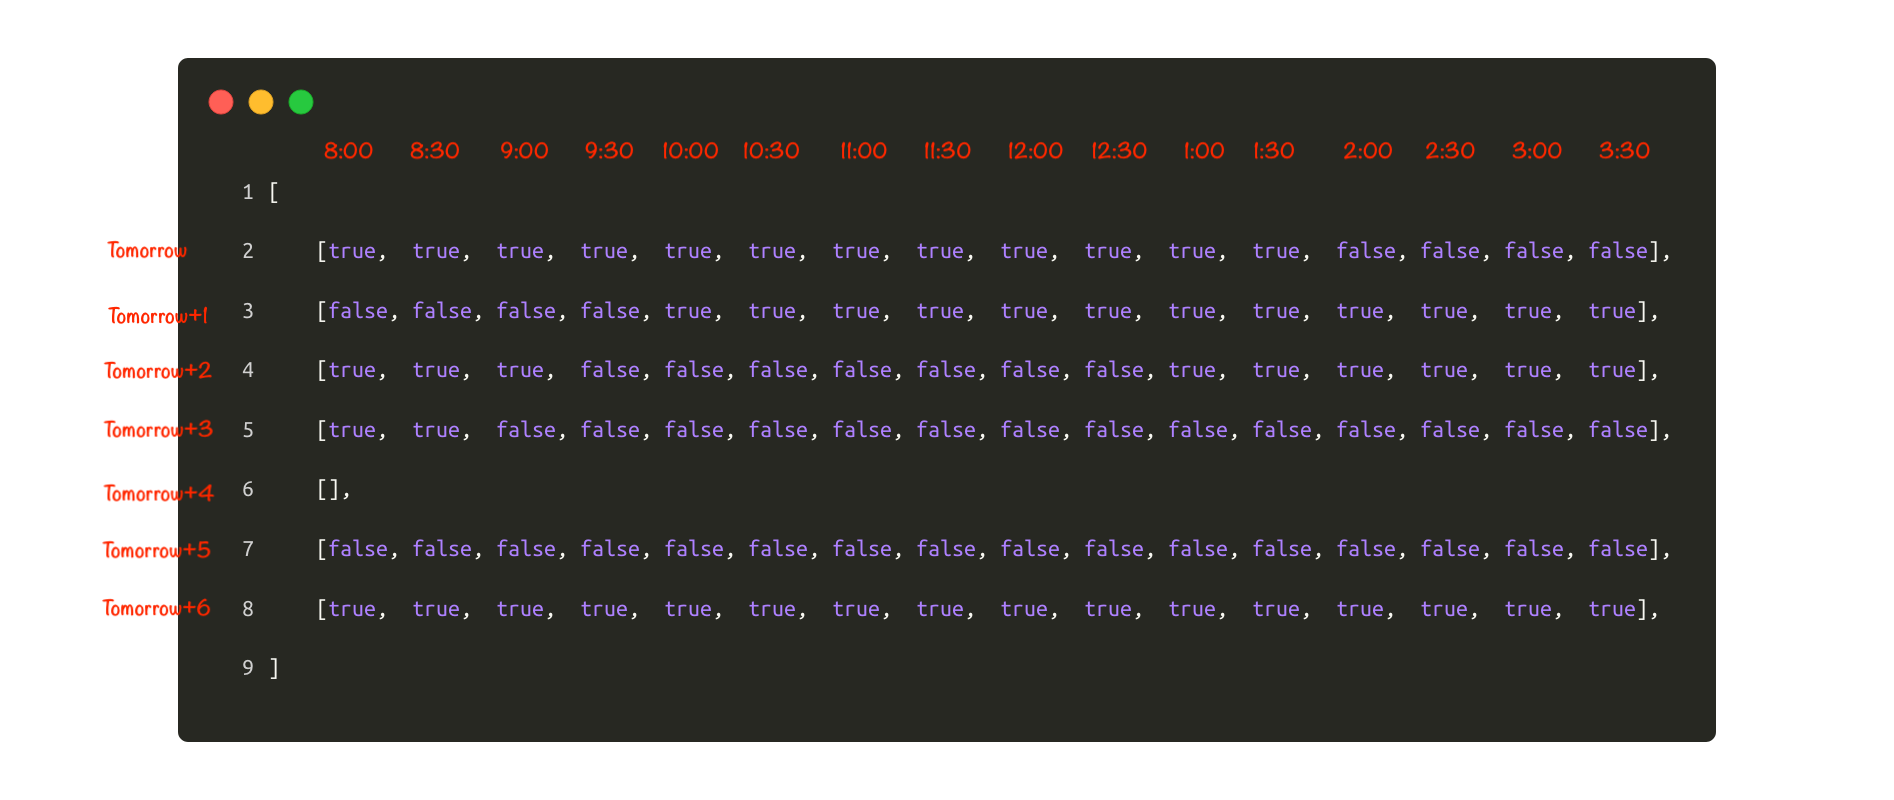 8:00 8:30 9:00 9:30 10:00 10:30 11:00 11:30 12:00 12:30 1:00 1:30 2:00 2:30 3:00 3:30
1 [
Tomorrow 2 [true, true, true, true, true, true, true, true, true, true, true, true, false, false, false, false],
Tomorrow+1 3 [false, false, false, false, true, true, true, true, true, true, true, true, true, true, true, true],
Tomorrow+2 4 [true, true, true, false, false, false, false, false, false, false, true, true, true, true, true, true],
Tomorrow+3 5 [true, true, false, false, false, false, false, false, false, false, false, false, false, false, false, false],
Tomorrow+4 6 [],
Tomorrow+5 7 [false, false, false, false, false, false, false, false, false, false, false, false, false, false, false, false],
Tomorrow+6 8 [true, true, true, true, true, true, true, true, true, true, true, true, true, true, true, true],
9 ]